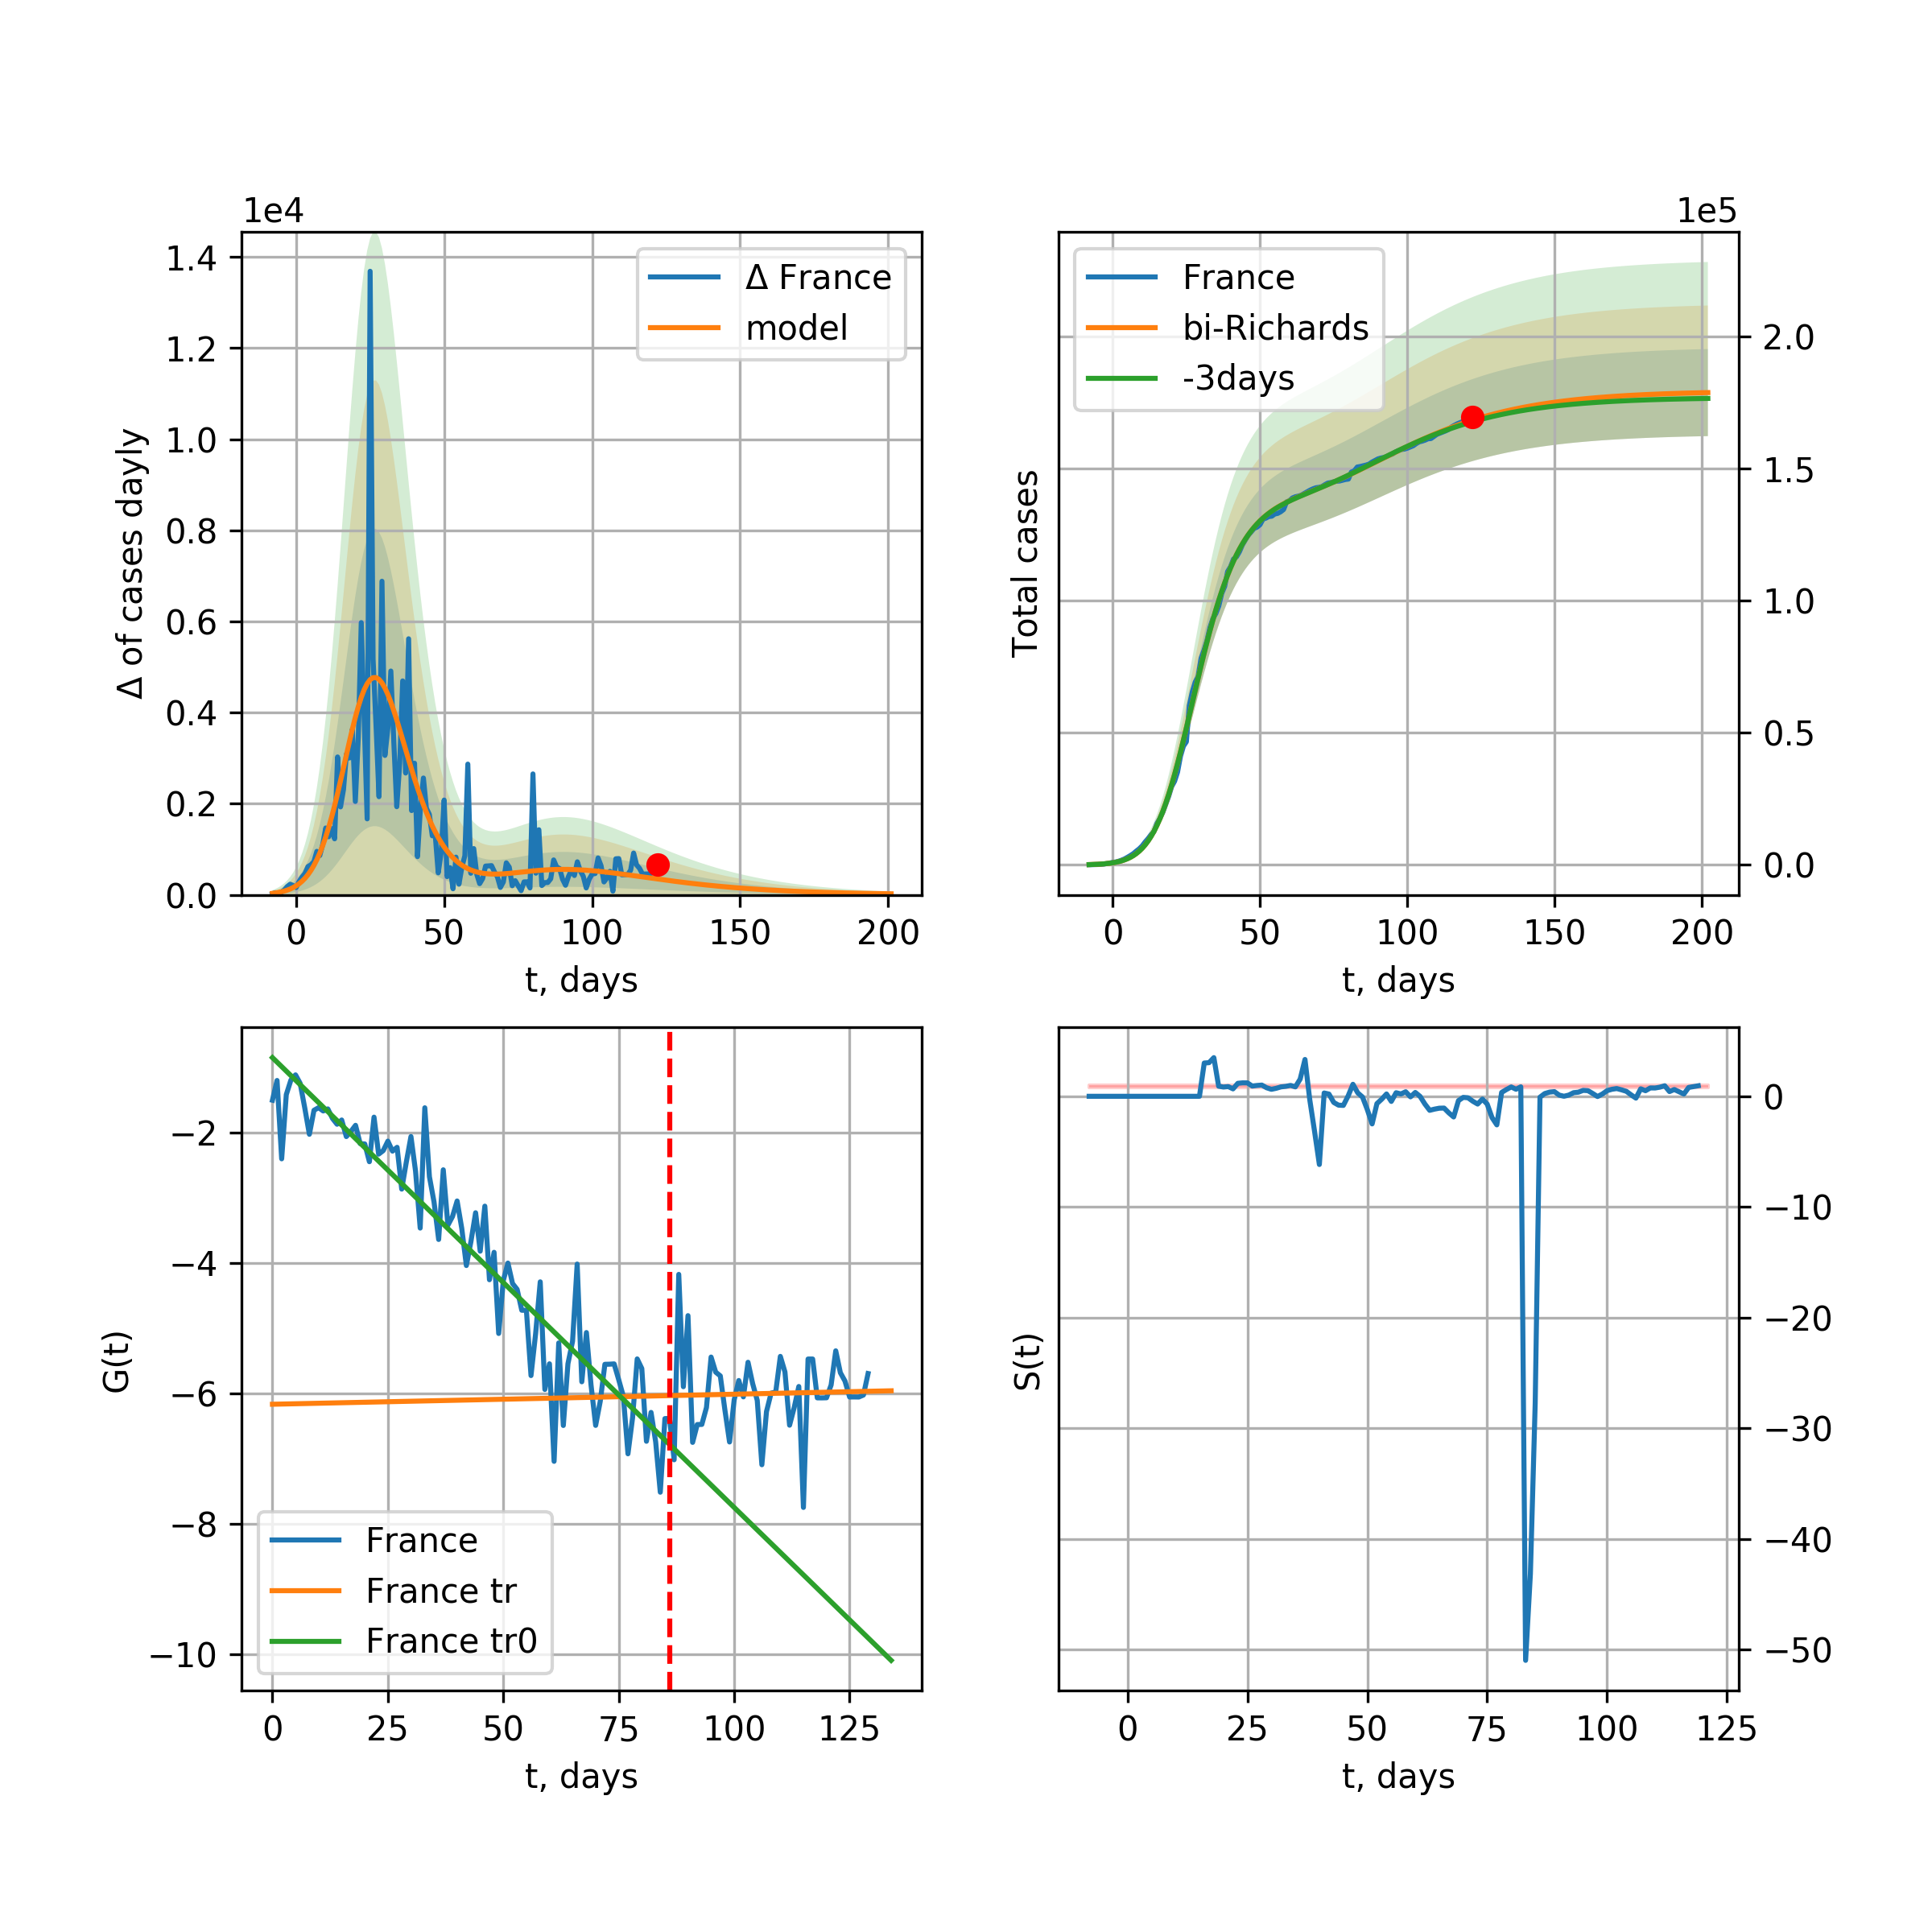 1e4
Δ of cases dayly
1.4
1.2
1.0
0.8
0.6
0.4
0.2
0.0
Δ France
model
0 50 100 150 200
t, days
1e5
Total cases
France
bi-Richards
-3days
2.0
1.5
1.0
0.5
0.0
0 50 100 150 200
t, days
G(t)
−2
−4
−6
−8
−10
France
France tr
France tr0
0 25 50 75 100 125
t, days
S(t)
0
−10
−20
−30
−40
−50
0 25 50 75 100 125
t, days